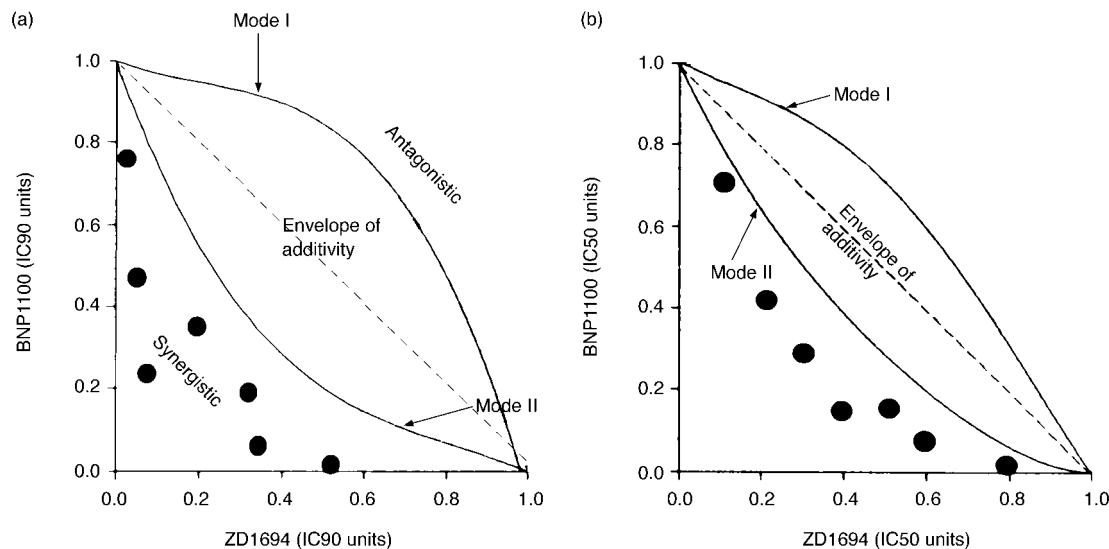 (a)
Mode I
1.0
0.8
0.6
0.4
0.2
0.0
BNP1100 (IC90 units)
Antagonistic
Envelope of
additivity
Synergistic
Mode II
0.0
0.2
0.4
0.6
0.8
1.0
ZD1694 (IC90 units)
(b)
1.0
0.8
0.6
0.4
0.2
0.0
BNP1100 (IC50 units)
Mode I
Envelope of
additivity
Mode II
0.0
0.2
0.4
0.6
0.8
1.0
ZD1694 (IC50 units)